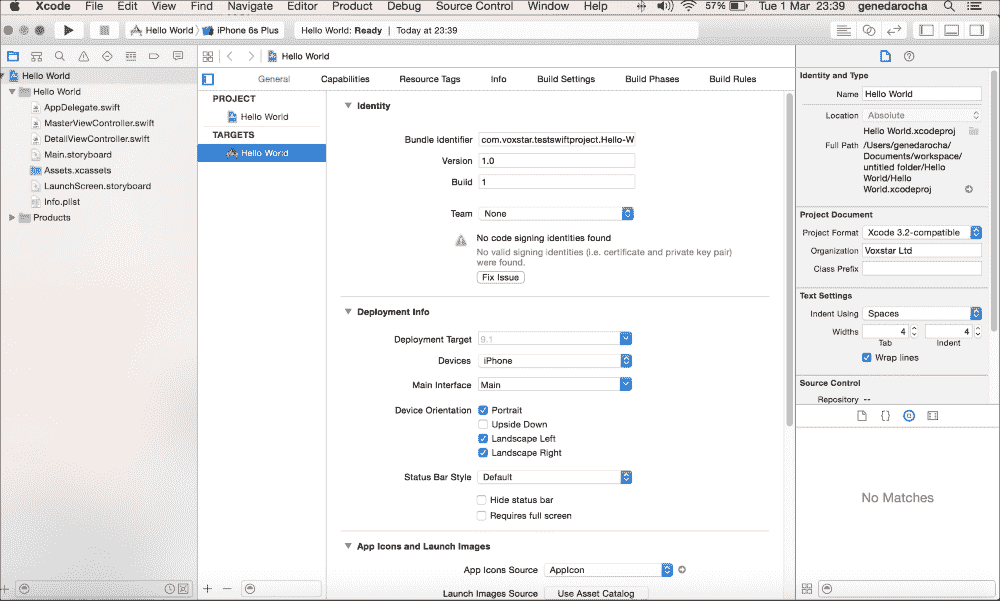 Xcode File Edit View Find Navigate Editor Product Debug Source Control Window Help 57% Tue 1 Mar 23:39 genedarocha
Hello World iPhone 6s Plus Hello World: Ready Today at 23:39
Hello World
Hello World
AppDelegate.swift
MasterViewController.swift
DetailViewController.swift
Main.storyboard
Assets.xcassets
LaunchScreen.storyboard
Info.plist
Products
Hello World
General Capabilities Resource Tags Info Build Settings Build Phases Build Rules
PROJECT
Hello World
TARGETS
Hello World
Identity
Bundle Identifier com.voxstar.testswiftproject.Hello-W
Version 1.0
Build 1
Team None
No code signing identities found
No valid signing identities (i.e. certificate and private key pair)
were found.
Fix Issue
Deployment Info
Deployment Target 9.1
Devices iPhone
Main Interface Main
Device Orientation Portrait
Upside Down
Landscape Left
Landscape Right
Status Bar Style Default
Hide status bar
Requires full screen
App Icons and Launch Images
App Icons Source AppIcon
Launch Images Source Use Asset Catalog
Identity and Type
Name Hello World
Location Absolute
Hello World.xcodeproj
Full Path /Users/genedarocha/
Documents/workspace/
untitled folder/Hello
World/Hello
World.xcodeproj
Project Document
Project Format Xcode 3.2-compatible
Organization Voxstar Ltd
Class Prefix
Text Settings
Indent Using Spaces
Widths 4 4
Tab Indent
Wrap lines
Source Control
Repository --
No Matches